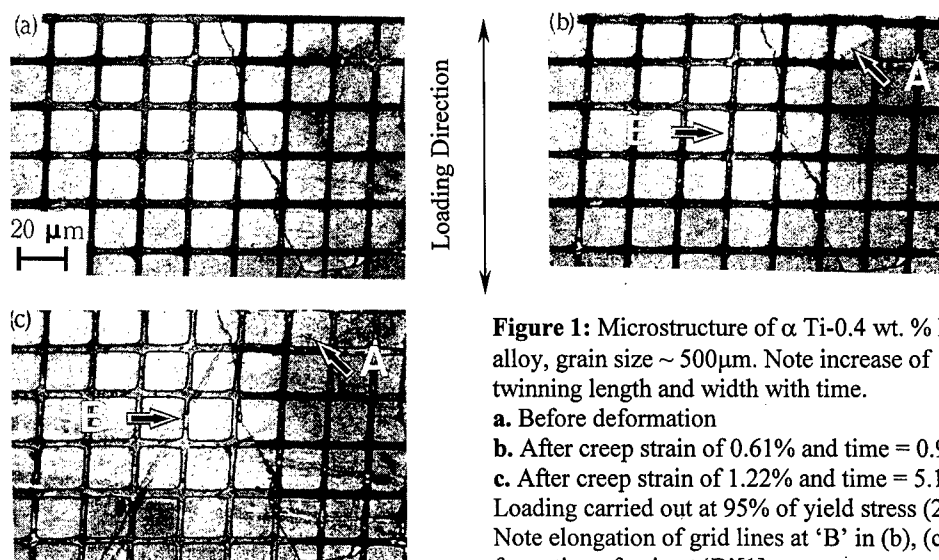 (a)
20 μm
Loading Direction
(b)
A
B
(c)
A
B
Figure 1: Microstructure of α Ti-0.4 wt. %
alloy, grain size ~ 500μm. Note increase of
twinning length and width with time.
a. Before deformation
b. After creep strain of 0.61% and time = 0.9
c. After creep strain of 1.22% and time = 5.1
Loading carried out at 95% of yield stress (2
Note elongation of grid lines at ‘B’ in (b), (c